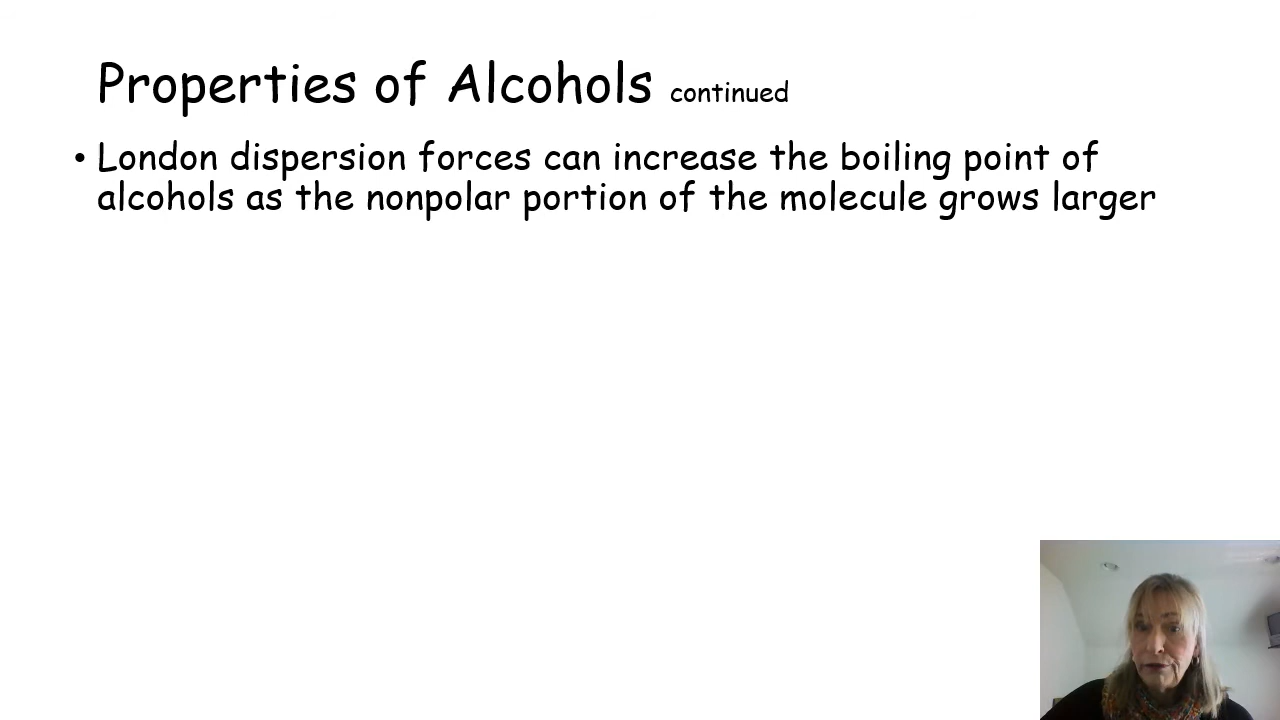 Properties of Alcohols continued
• London dispersion forces can increase the boiling point of
alcohols as the nonpolar portion of the molecule grows larger